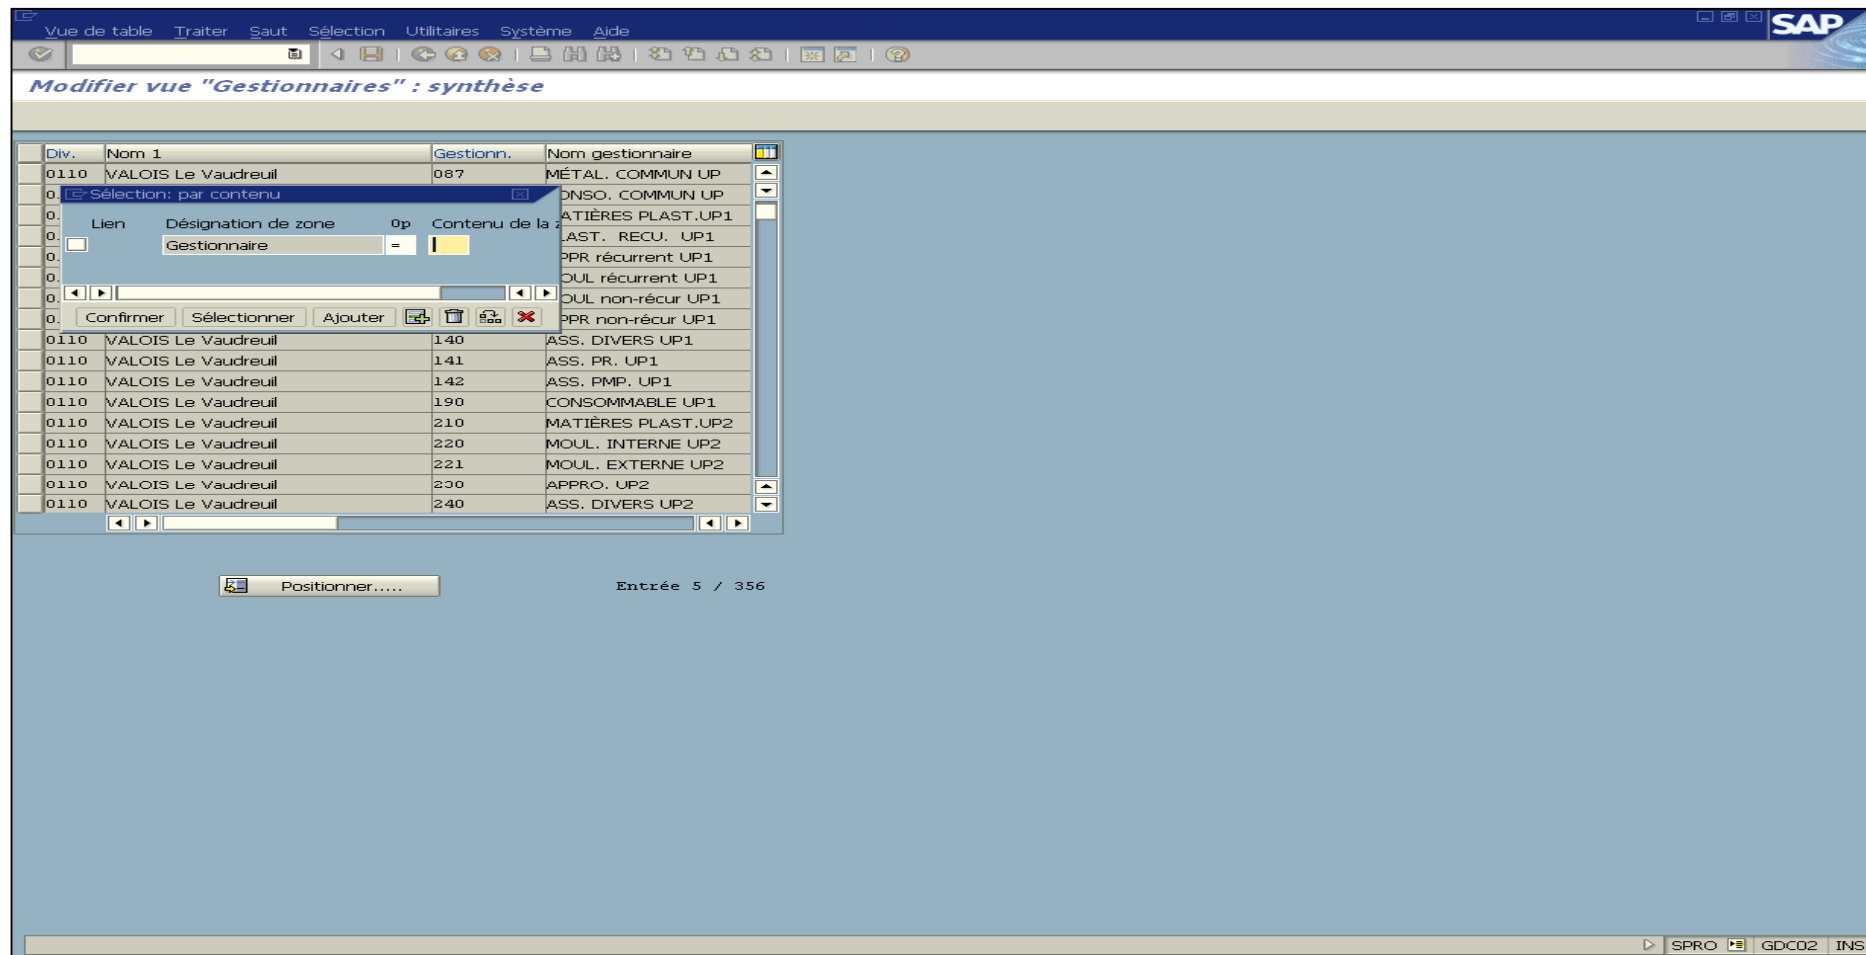 Vue de table Traiter Saut Sélection Utilitaires Système Aide
SAP
Modifier vue "Gestionnaires" : synthèse
Div. Nom 1 Gestionn. Nom gestionnaire
0110 VALOIS Le Vaudreuil 087 MÉTAL. COMMUN UP
Sélection: par contenu
COMMUN UP
PLAST.UP1
Lien Désignation de zone Op Contenu de la
RECU. UP1
Gestionnaire =
récurrent UP1
récurrent UP1
non-récur UP1
Confirmer Sélectionner Ajouter
non-récur UP1
0110 VALOIS Le Vaudreuil 140 ASS. DIVERS UP1
0110 VALOIS Le Vaudreuil 141 ASS. PR. UP1
0110 VALOIS Le Vaudreuil 142 ASS. PMP. UP1
0110 VALOIS Le Vaudreuil 190 CONSOMMABLE UP1
0110 VALOIS Le Vaudreuil 210 MATIÈRES PLAST.UP2
0110 VALOIS Le Vaudreuil 220 MOUL. INTERNE UP2
0110 VALOIS Le Vaudreuil 221 MOUL. EXTERNE UP2
0110 VALOIS Le Vaudreuil 230 APPRO. UP2
0110 VALOIS Le Vaudreuil 240 ASS. DIVERS UP2
Positionner..... Entrée 5 / 356
SPRO GDC02 INS